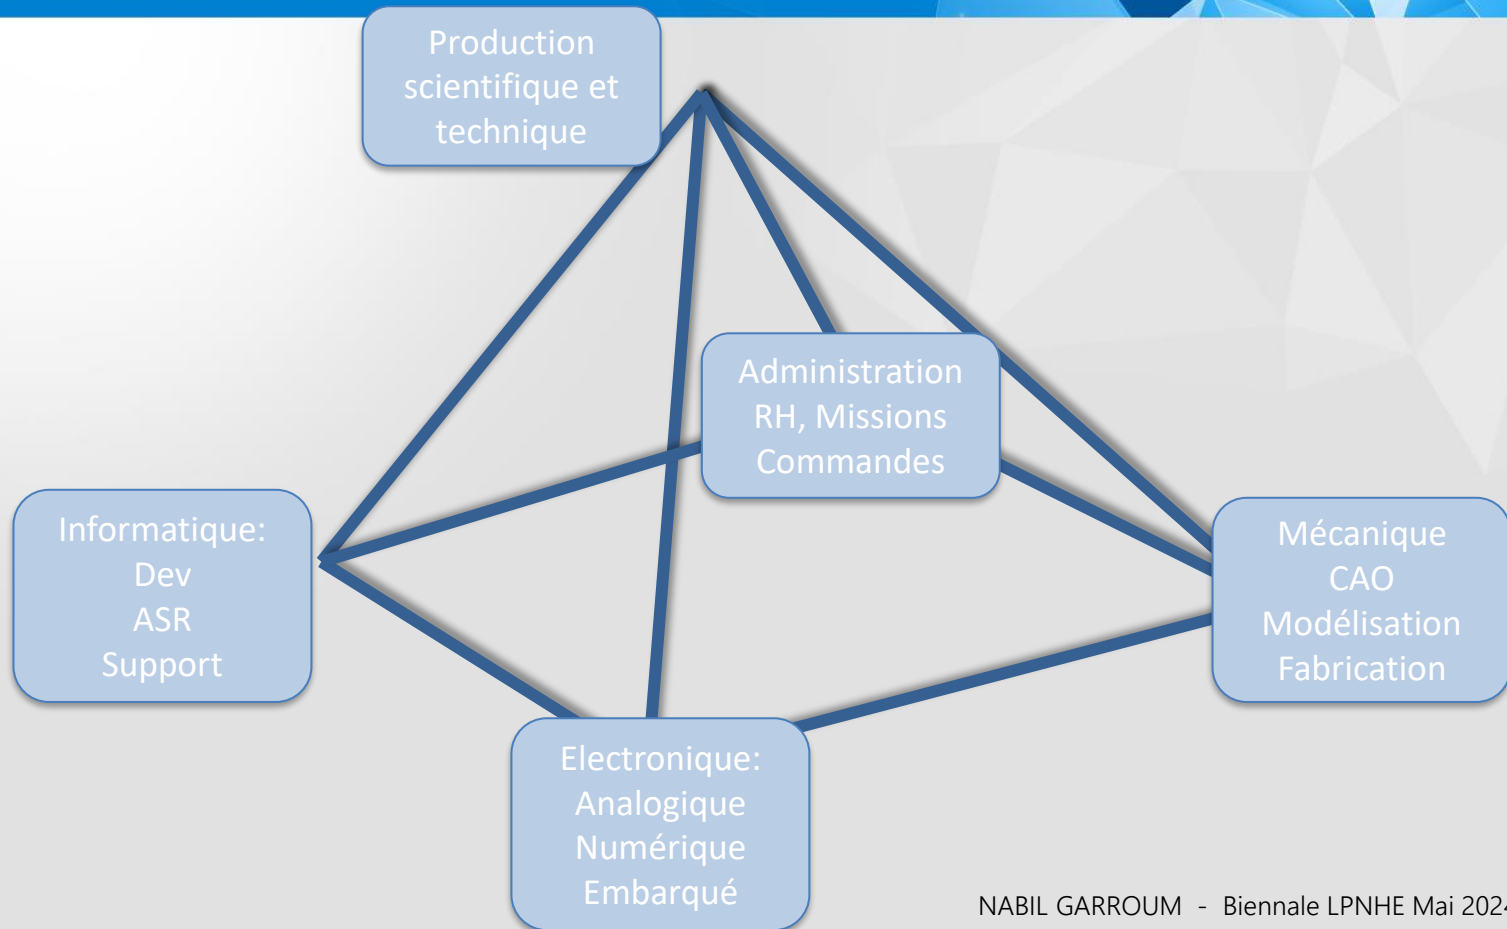 Production
scientifique et
technique
Administration
RH, Missions
Commandes
Informatique:
Dev
ASR
Support
Mécanique
CAO
Modélisation
Fabrication
Electronique:
Analogique
Numérique
Embarqué
NABIL GARROUM - Biennale LPNHE Mai 2024